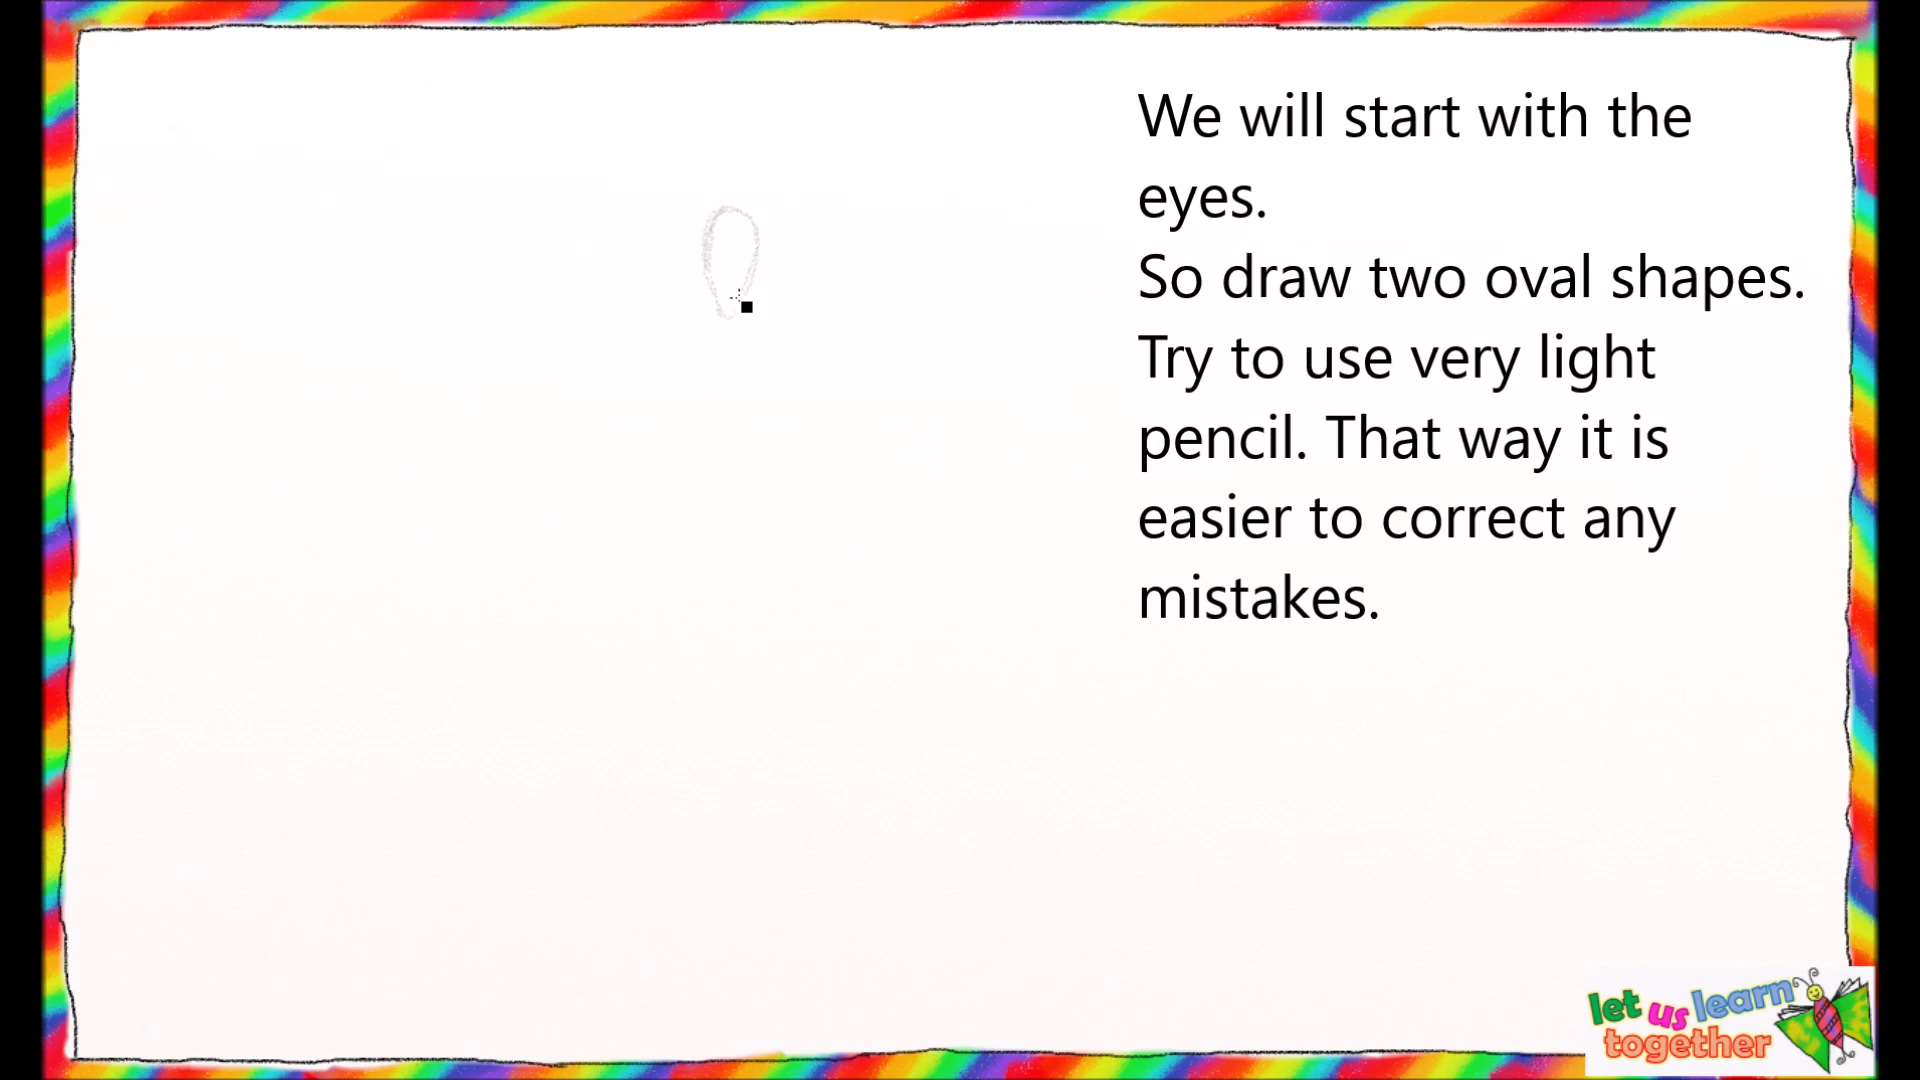 We will start with the
eyes.
So draw two oval shapes.
Try to use very light
pencil. That way it is
easier to correct any
mistakes.
let us learn
together